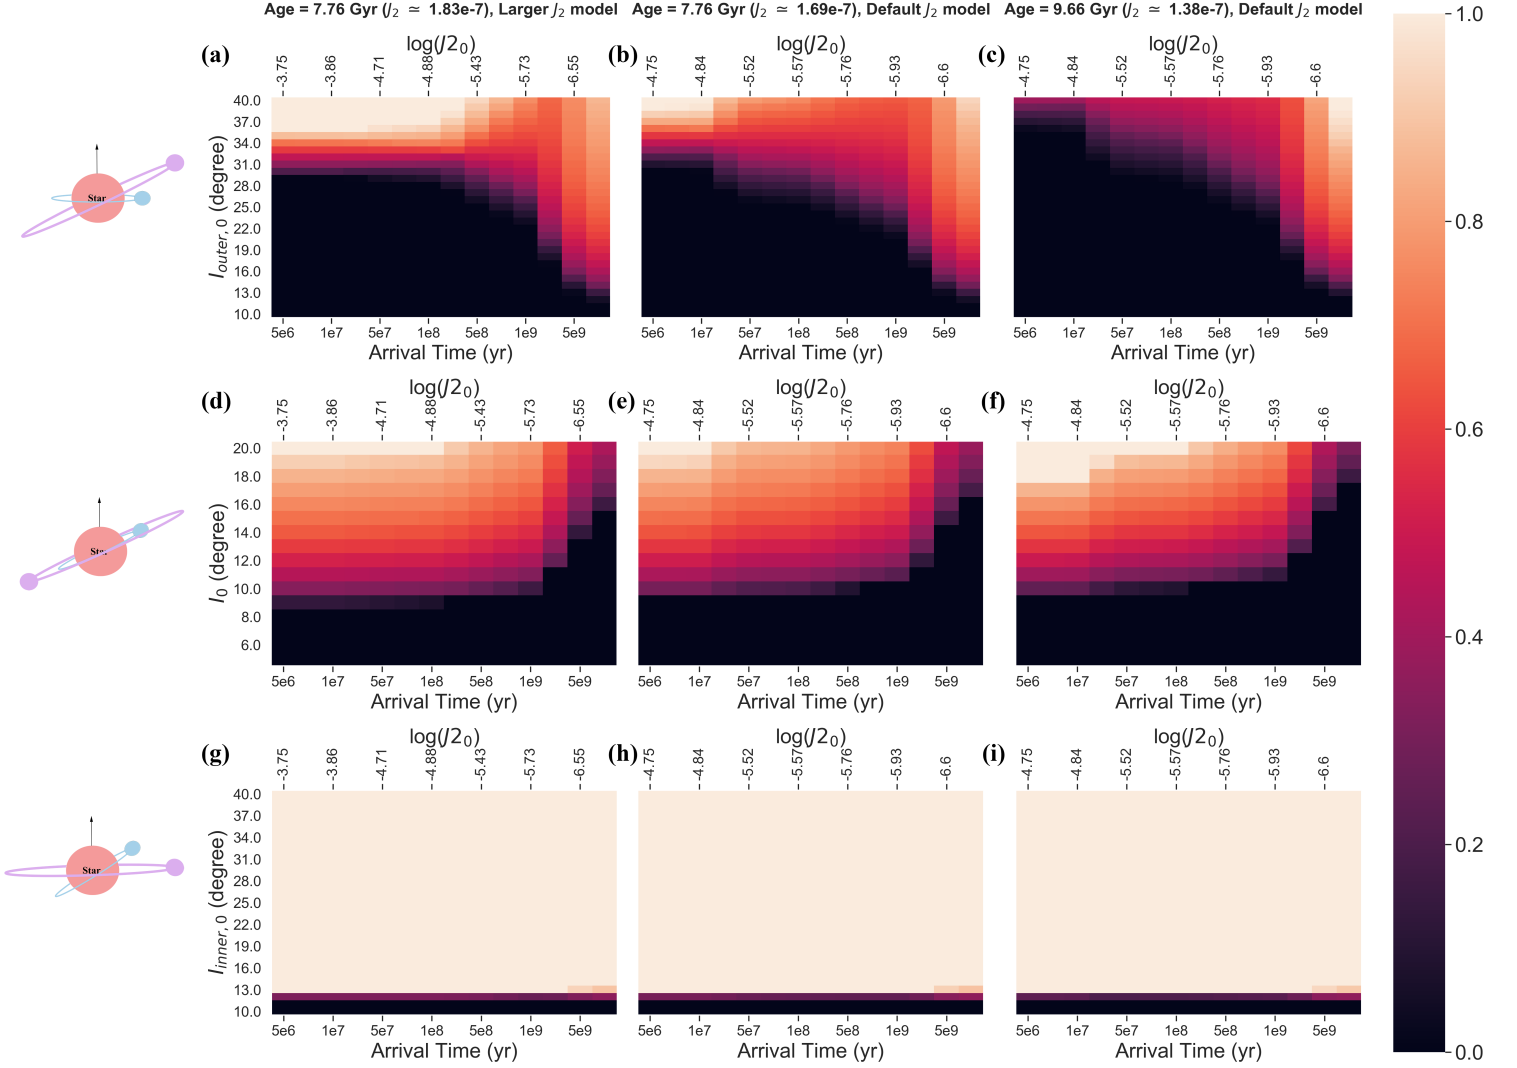 Age = 7.76 Gyr (J₂ ≃ 1.83e-7), Larger J₂ model
Age = 7.76 Gyr (J₂ ≃ 1.69e-7), Default J₂ model
Age = 9.66 Gyr (J₂ ≃ 1.38e-7), Default J₂ model
(a)
log(J2₀)
-3.75 -3.86 -4.71 -4.88 -5.43 -5.73 -6.55
(b)
log(J2₀)
-4.75 -4.84 -5.52 -5.57 -5.76 -5.93 -6.6
(c)
log(J2₀)
-4.75 -4.84 -5.52 -5.57 -5.76 -5.93 -6.6
I_outer,0 (degree)
40.0
37.0
34.0
31.0
28.0
25.0
22.0
19.0
16.0
13.0
10.0
Star
5e6 1e7 5e7 1e8 5e8 1e9 5e9
Arrival Time (yr)
5e6 1e7 5e7 1e8 5e8 1e9 5e9
Arrival Time (yr)
5e6 1e7 5e7 1e8 5e8 1e9 5e9
Arrival Time (yr)
(d)
log(J2₀)
-3.75 -3.86 -4.71 -4.88 -5.43 -5.73 -6.55
(e)
log(J2₀)
-4.75 -4.84 -5.52 -5.57 -5.76 -5.93 -6.6
(f)
log(J2₀)
-4.75 -4.84 -5.52 -5.57 -5.76 -5.93 -6.6
I₀ (degree)
20.0
18.0
16.0
14.0
12.0
10.0
8.0
6.0
Star
5e6 1e7 5e7 1e8 5e8 1e9 5e9
Arrival Time (yr)
5e6 1e7 5e7 1e8 5e8 1e9 5e9
Arrival Time (yr)
5e6 1e7 5e7 1e8 5e8 1e9 5e9
Arrival Time (yr)
(g)
log(J2₀)
-3.75 -3.86 -4.71 -4.88 -5.43 -5.73 -6.55
(h)
log(J2₀)
-4.75 -4.84 -5.52 -5.57 -5.76 -5.93 -6.6
(i)
log(J2₀)
-4.75 -4.84 -5.52 -5.57 -5.76 -5.93 -6.6
I_inner,0 (degree)
40.0
37.0
34.0
31.0
28.0
25.0
22.0
19.0
16.0
13.0
10.0
Star
5e6 1e7 5e7 1e8 5e8 1e9 5e9
Arrival Time (yr)
5e6 1e7 5e7 1e8 5e8 1e9 5e9
Arrival Time (yr)
5e6 1e7 5e7 1e8 5e8 1e9 5e9
Arrival Time (yr)
1.0
0.8
0.6
0.4
0.2
0.0